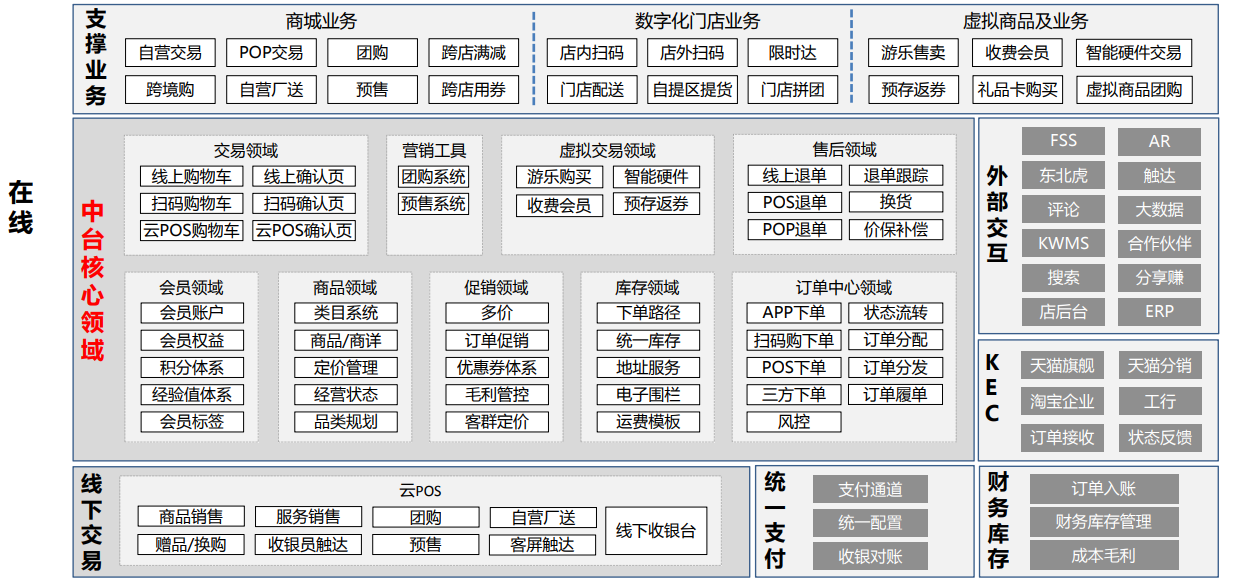 在线
支撑业务
商城业务
自营交易 POP交易 团购 跨店满减
跨境购 自营厂送 预售 跨店用券
数字化门店业务
店内扫码 店外扫码 限时达
门店配送 自提区提货 门店拼团
虚拟商品及业务
游乐售卖 收费会员 智能硬件交易
预存返券 礼品卡购买 虚拟商品团购
中台核心领域
交易领域
线上购物车 线上确认页
扫码购物车 扫码确认页
云POS购物车 云POS确认页
营销工具
团购系统
预售系统
虚拟交易领域
游乐购买 智能硬件
收费会员 预存返券
售后领域
线上退单 退单跟踪
POS退单 换货
POP退单 价保补偿
会员领域
会员账户
会员权益
积分体系
经验值体系
会员标签
商品领域
类目系统
商品/商详
定价管理
经营状态
品类规划
促销领域
多价
订单促销
优惠券体系
毛利管控
客群定价
库存领域
下单路径
统一库存
地址服务
电子围栏
运费模板
订单中心领域
APP下单 状态流转
扫码购下单 订单分配
POS下单 订单分发
三方下单 订单履单
风控
外部交互
FSS AR
东北虎 触达
评论 大数据
KWMS 合作伙伴
搜索 分享赚
店后台 ERP
KEC
天猫旗舰 天猫分销
淘宝企业 工行
订单接收 状态反馈
线下交易
云POS
商品销售 服务销售 团购 自营厂送
赠品/换购 收银员触达 预售 客屏触达
线下收银台
统一支付
支付通道
统一配置
收银对账
财务库存
订单入账
财务库存管理
成本毛利